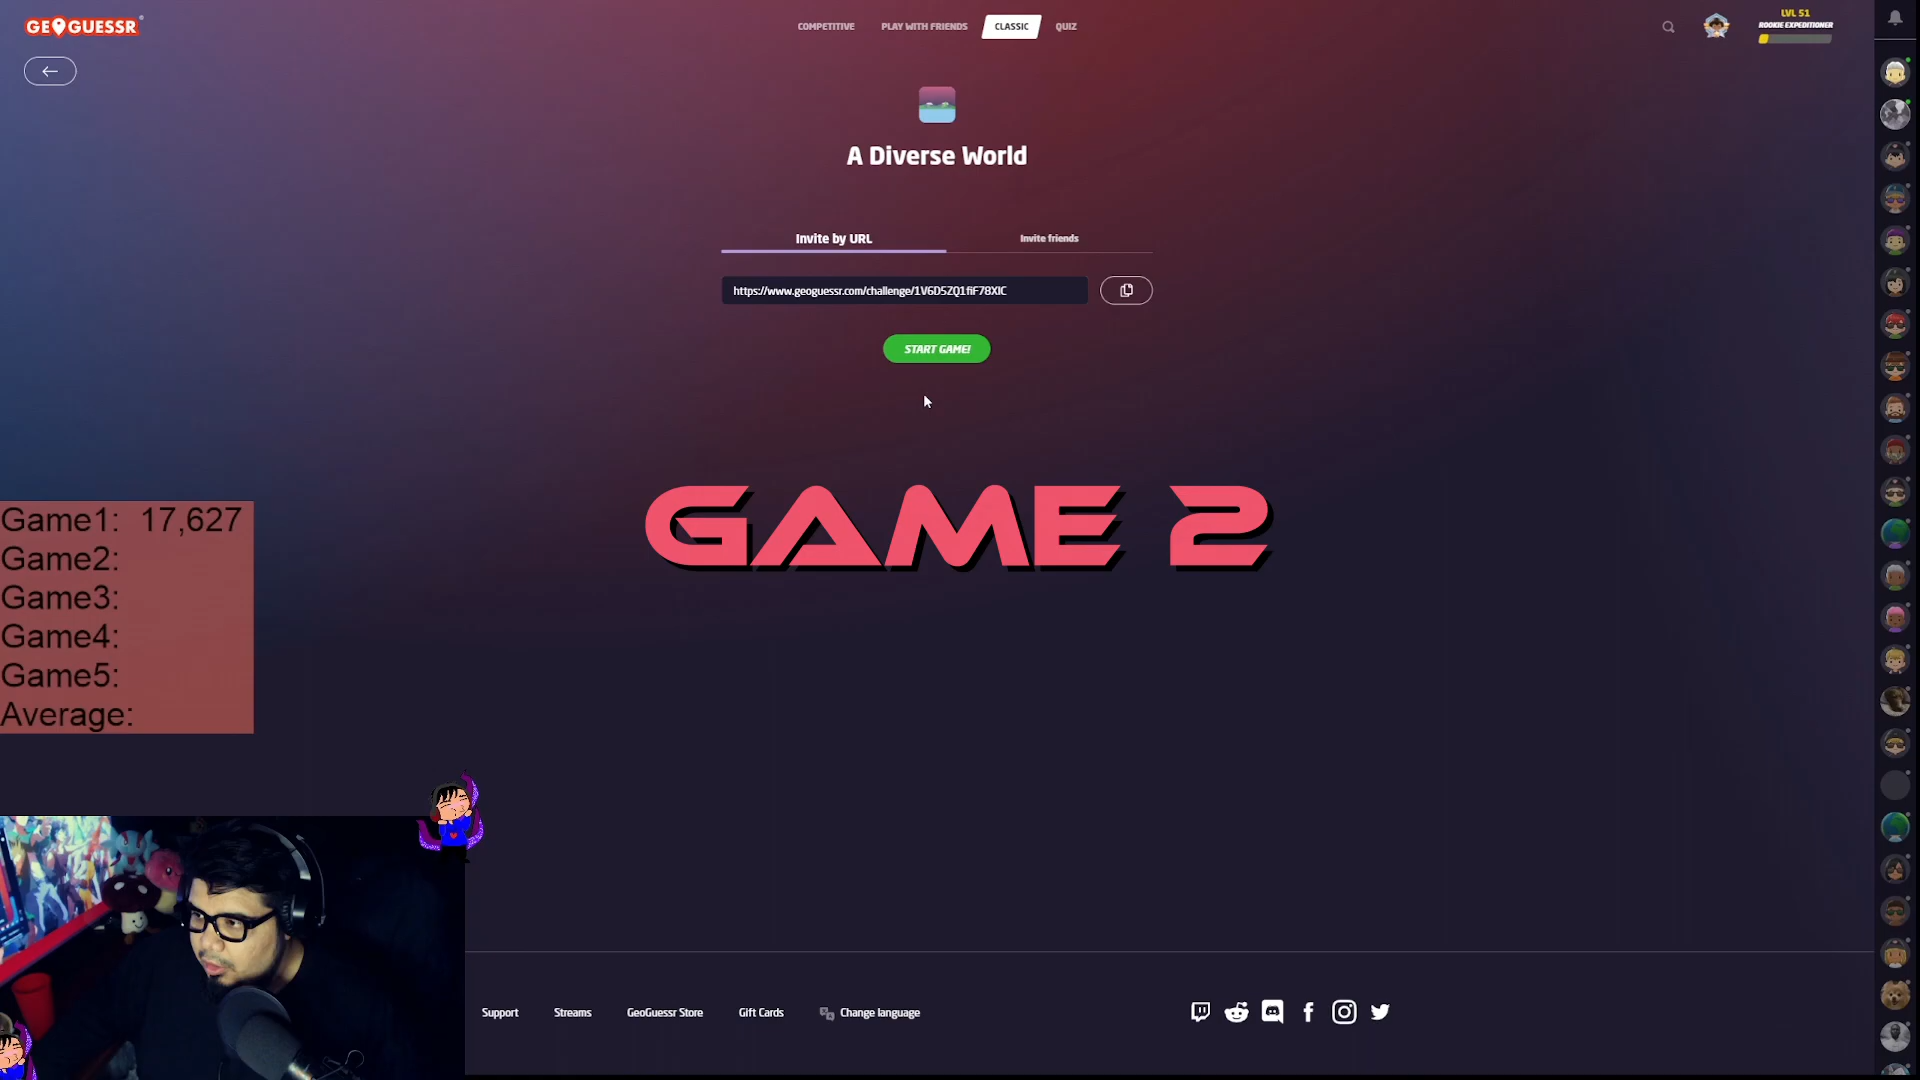 GEOGUESSR
COMPETITIVE
PLAY WITH FRIENDS
CLASSIC
QUIZ
LVL 51
ROOKIE EXPEDITIONER
A Diverse World
Invite by URL
Invite friends
https://www.geoguessr.com/challenge/1V6D5ZQ1fiF78XIC
START GAME!
GAME 2
Game1: 17,627
Game2:
Game3:
Game4:
Game5:
Average:
Support
Streams
GeoGuessr Store
Gift Cards
Change language